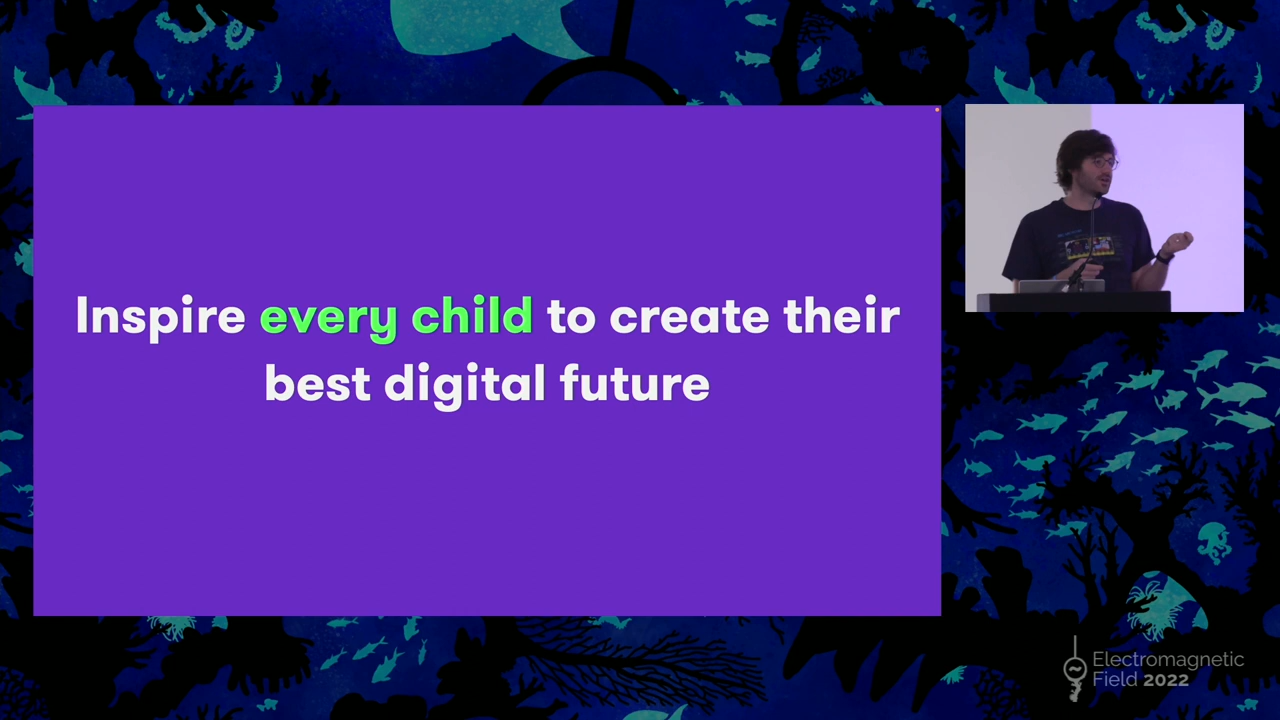 Inspire every child to create their
best digital future
Electromagnetic
Field 2022